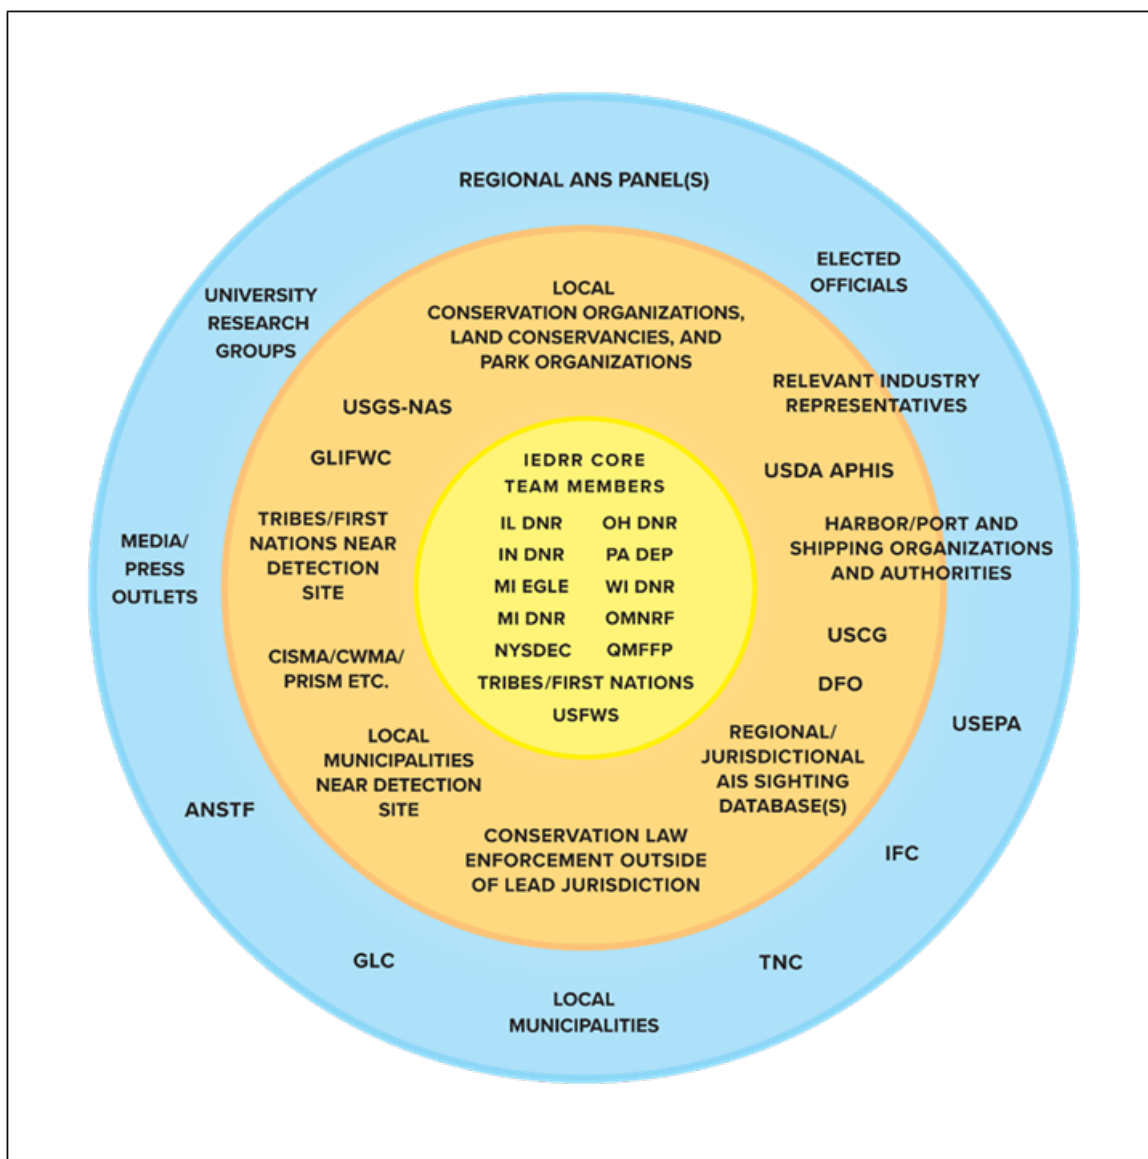 REGIONAL ANS PANEL(S)
ELECTED
OFFICIALS
UNIVERSITY
RESEARCH
GROUPS
LOCAL
CONSERVATION ORGANIZATIONS,
LAND CONSERVANCIES, AND
PARK ORGANIZATIONS
RELEVANT INDUSTRY
REPRESENTATIVES
USGS-NAS
GLIFWC
USDA APHIS
IEDRR CORE
TEAM MEMBERS
IL DNR OH DNR
IN DNR PA DEP
MI EGLE WI DNR
MI DNR OMNRF
NYSDEC QMFFP
TRIBES/FIRST NATIONS
USFWS
TRIBES/FIRST
NATIONS NEAR
DETECTION
SITE
HARBOR/PORT AND
SHIPPING ORGANIZATIONS
AND AUTHORITIES
MEDIA/
PRESS
OUTLETS
USCG
CISMA/CWMA/
PRISM ETC.
DFO
USEPA
LOCAL
MUNICIPALITIES
NEAR DETECTION
SITE
REGIONAL/
JURISDICTIONAL
AIS SIGHTING
DATABASE(S)
ANSTF
CONSERVATION LAW
ENFORCEMENT OUTSIDE
OF LEAD JURISDICTION
IFC
GLC
TNC
LOCAL
MUNICIPALITIES